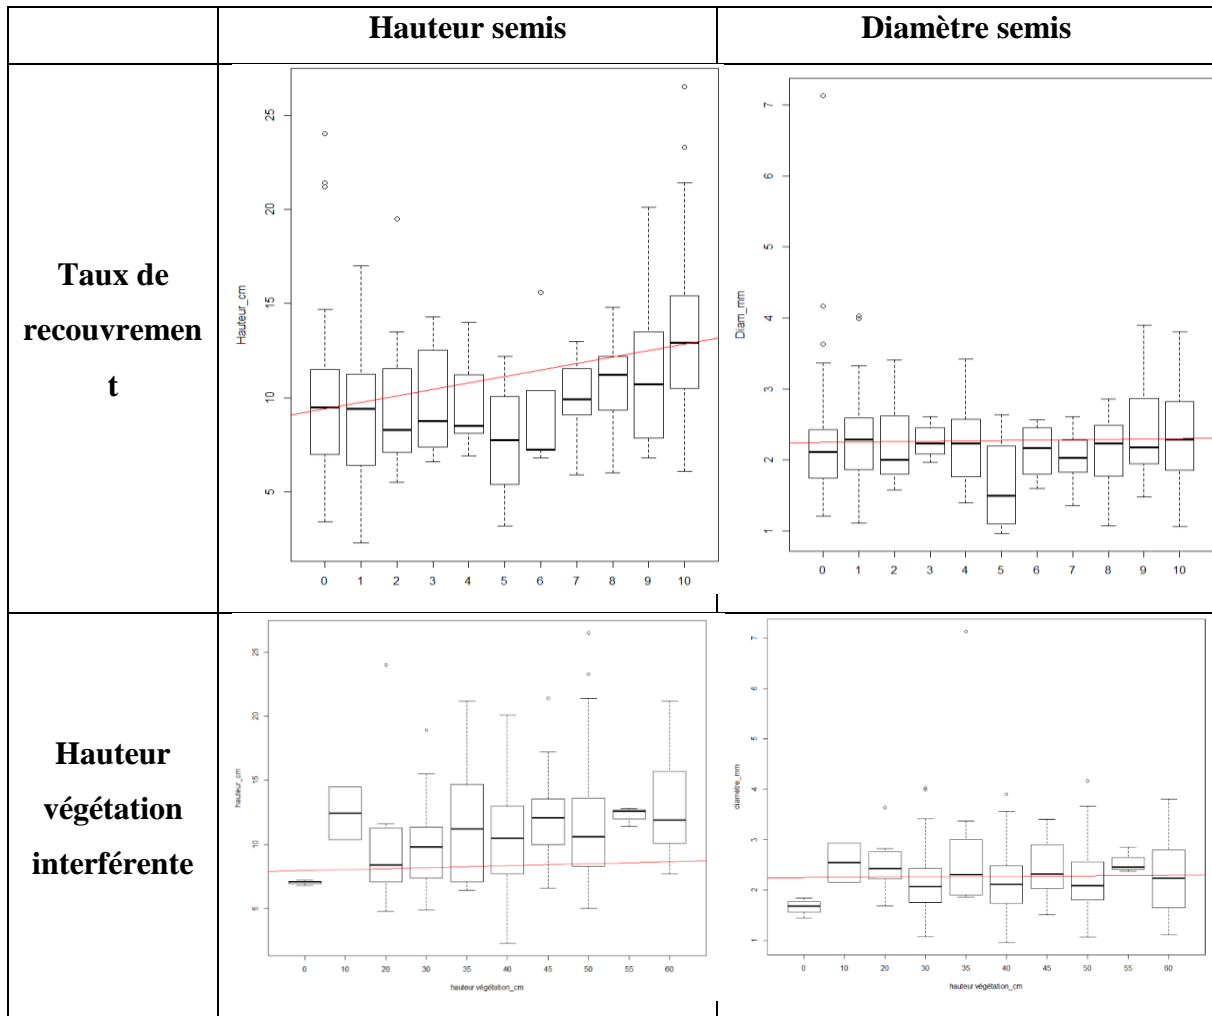 Hauteur semis
Diamètre semis
Taux de
recouvremen
t
Hauteur_cm
5
10
15
20
25
0 1 2 3 4 5 6 7 8 9 10
Diam_mm
1
2
3
4
5
6
7
0 1 2 3 4 5 6 7 8 9 10
Hauteur
végétation
interférente
hauteur_cm
5
10
15
20
25
0 10 20 30 35 40 45 50 55 60
hauteur végétation_cm
diamètre_mm
1
2
3
4
5
6
7
0 10 20 30 35 40 45 50 55 60
hauteur végétation_cm